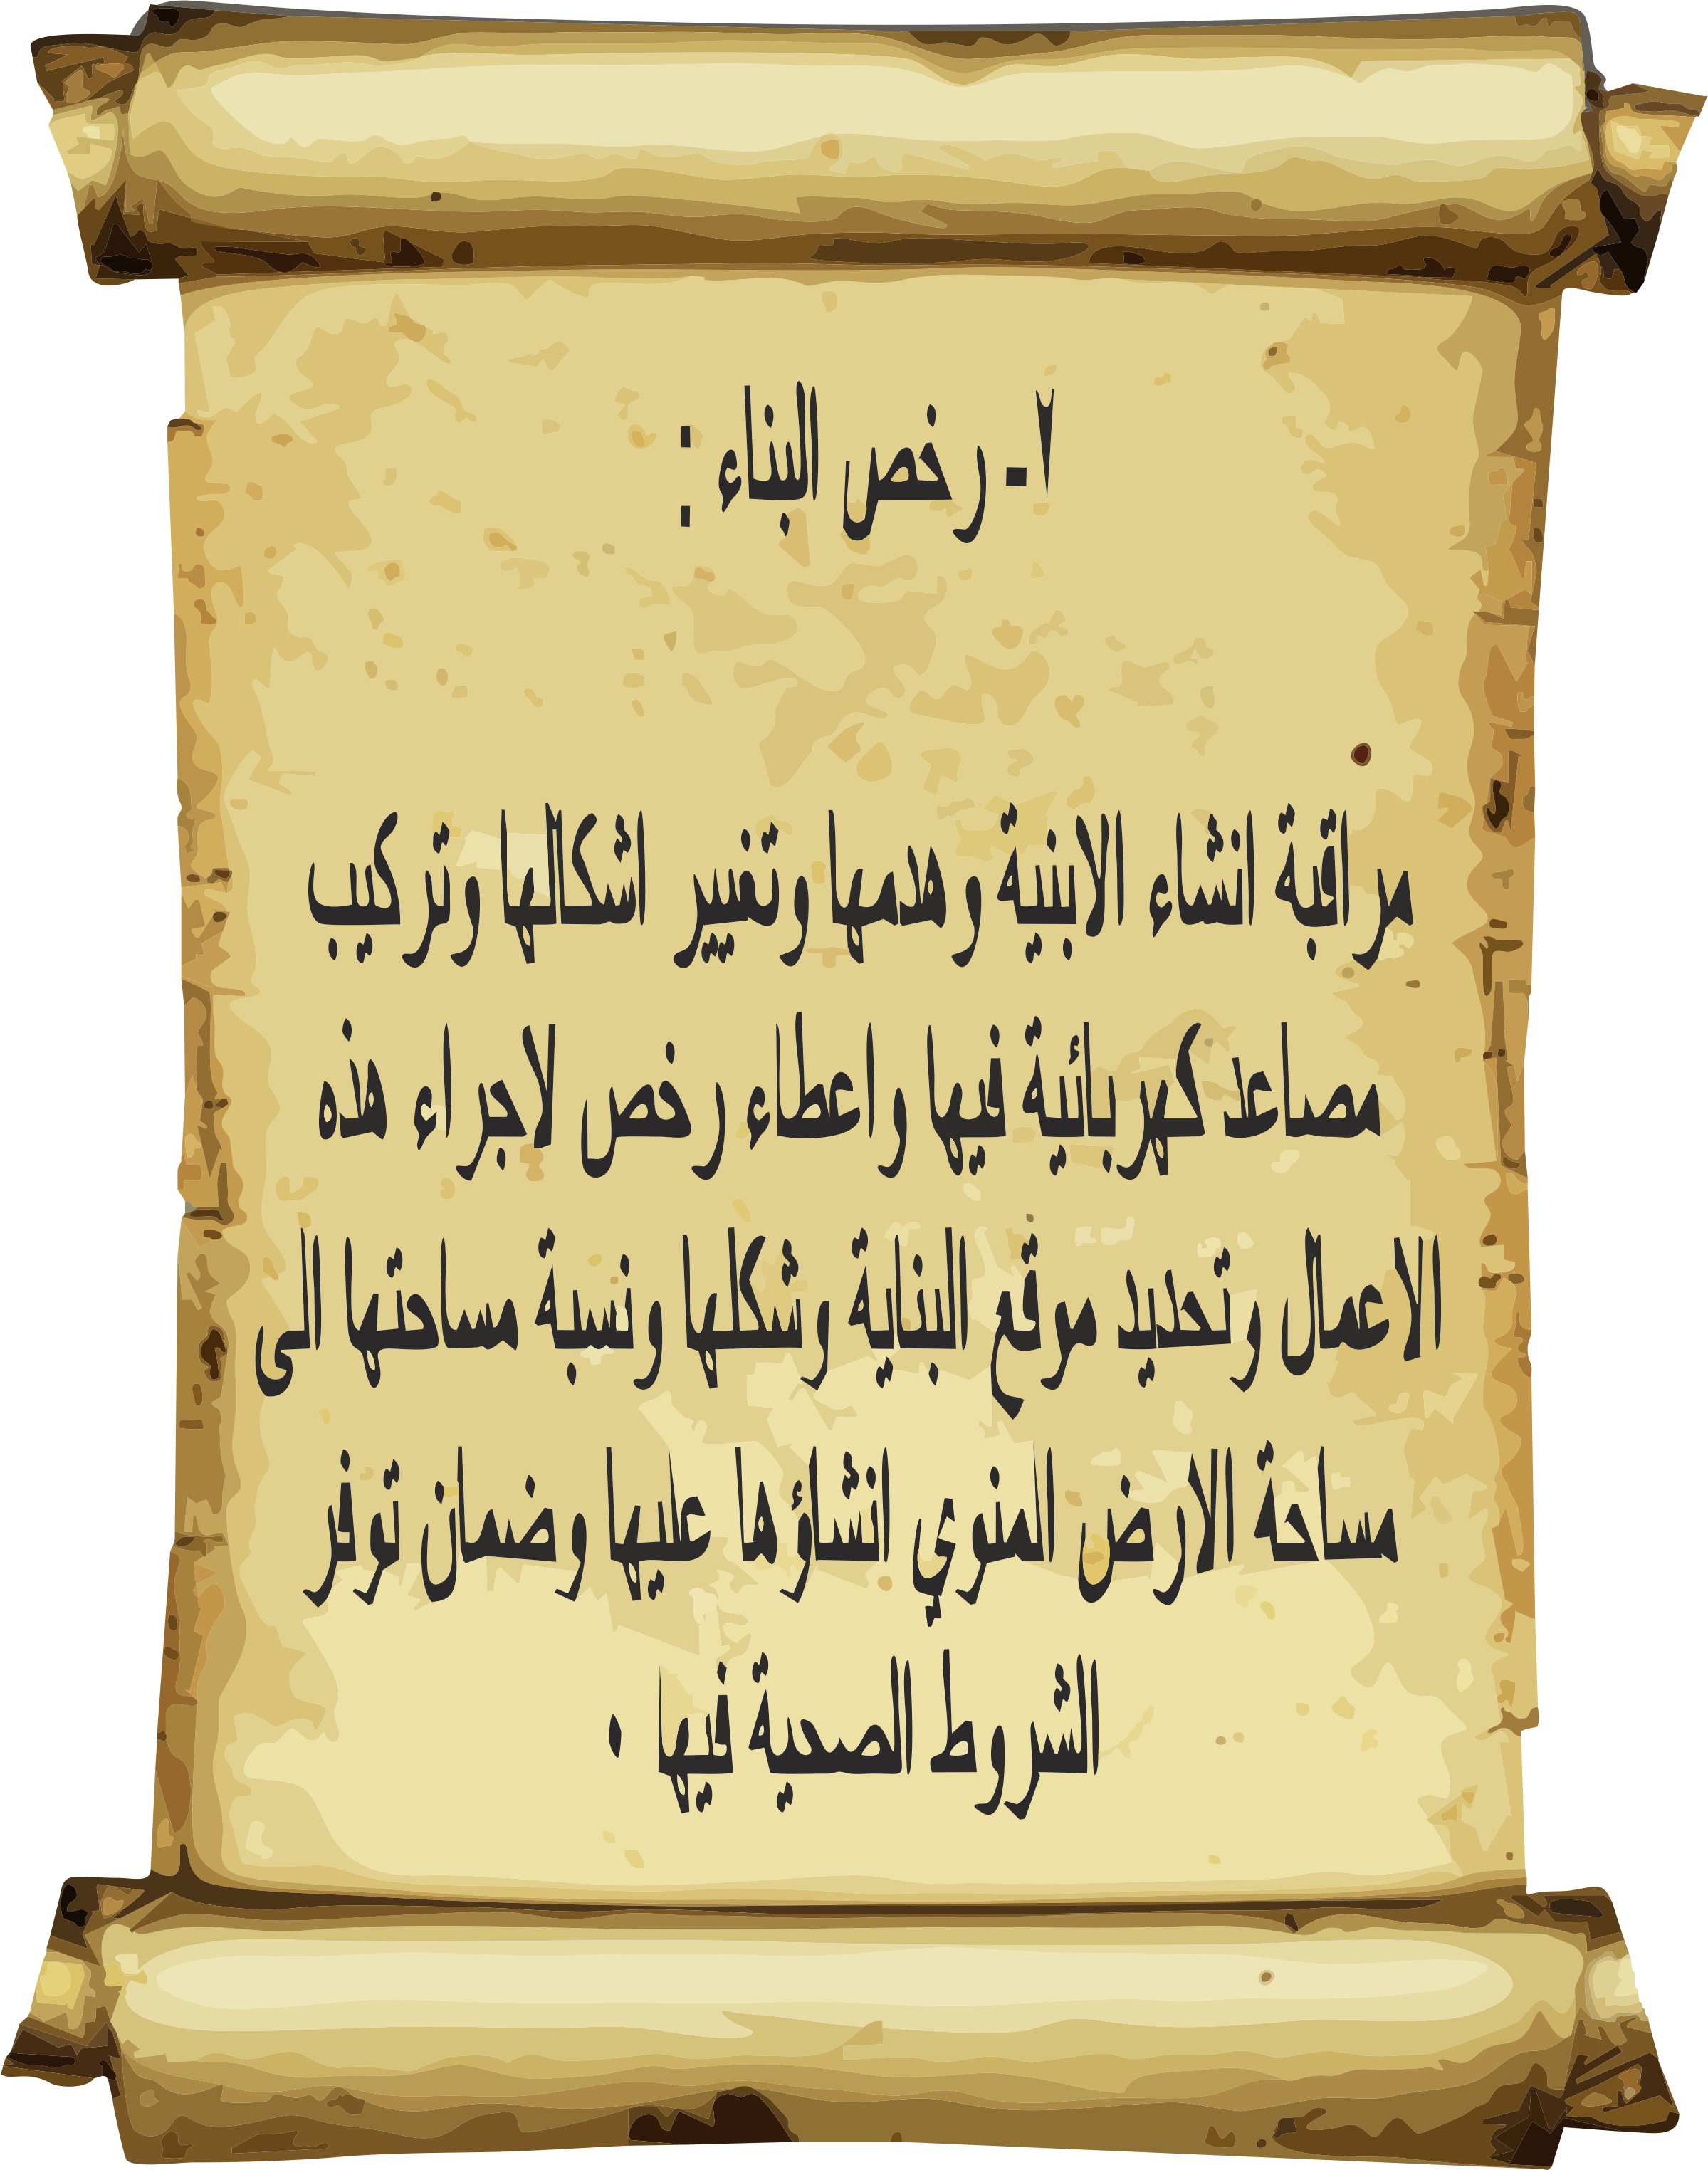 ١- رخص البناء :
مراقبة انشاء الابنية ورقمها وتغيير اشكالها وتركيب
مصاعد كهربائية فيها واعطاء رخص لاجراء هذه
الاعمال وتحديد موقع البناية وشكلها ونسبة مساحتها الى
مساحة الارض المنوي انشاؤها عليها وضمان توفر
الشروط الصحية فيها .